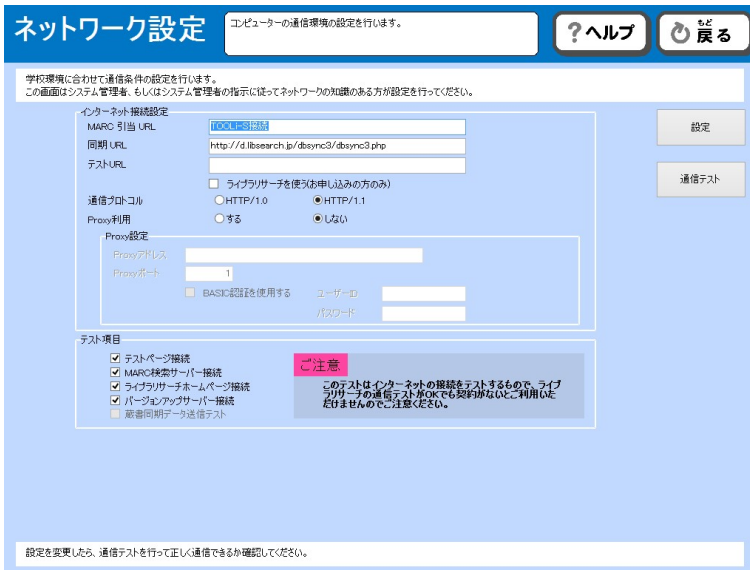 ネットワーク設定
コンピューターの通信環境の設定を行います。
?ヘルプ
もど
戻る
学校環境に合わせて通信条件の設定を行います。
この画面はシステム管理者、もしくはシステム管理者の指示に従ってネットワークの知識のある方が設定を行ってください。
インターネット接続設定
MARC 引当 URL
TOOLi-S接続
設定
同期 URL
http://d.libsearch.jp/dbsync3/dbsync3.php
テストURL
通信テスト
ライブラリサーチを使う(お申し込みの方のみ)
通信プロトコル
HTTP/1.0
HTTP/1.1
Proxy利用
する
しない
Proxy設定
Proxyアドレス
Proxyポート
1
BASIC認証を使用する
ユーザーID
パスワード
テスト項目
テストページ接続
MARC検索サーバー接続
ライブラリサーチホームページ接続
バージョンアップサーバー接続
蔵書同期データ送信テスト
ご注意
このテストはインターネットの接続をテストするもので、ライブ
ラリサーチの通信テストがOKでも契約がないとご利用いた
だけませんのでご注意ください。
設定を変更したら、通信テストを行って正しく通信できるか確認してください。